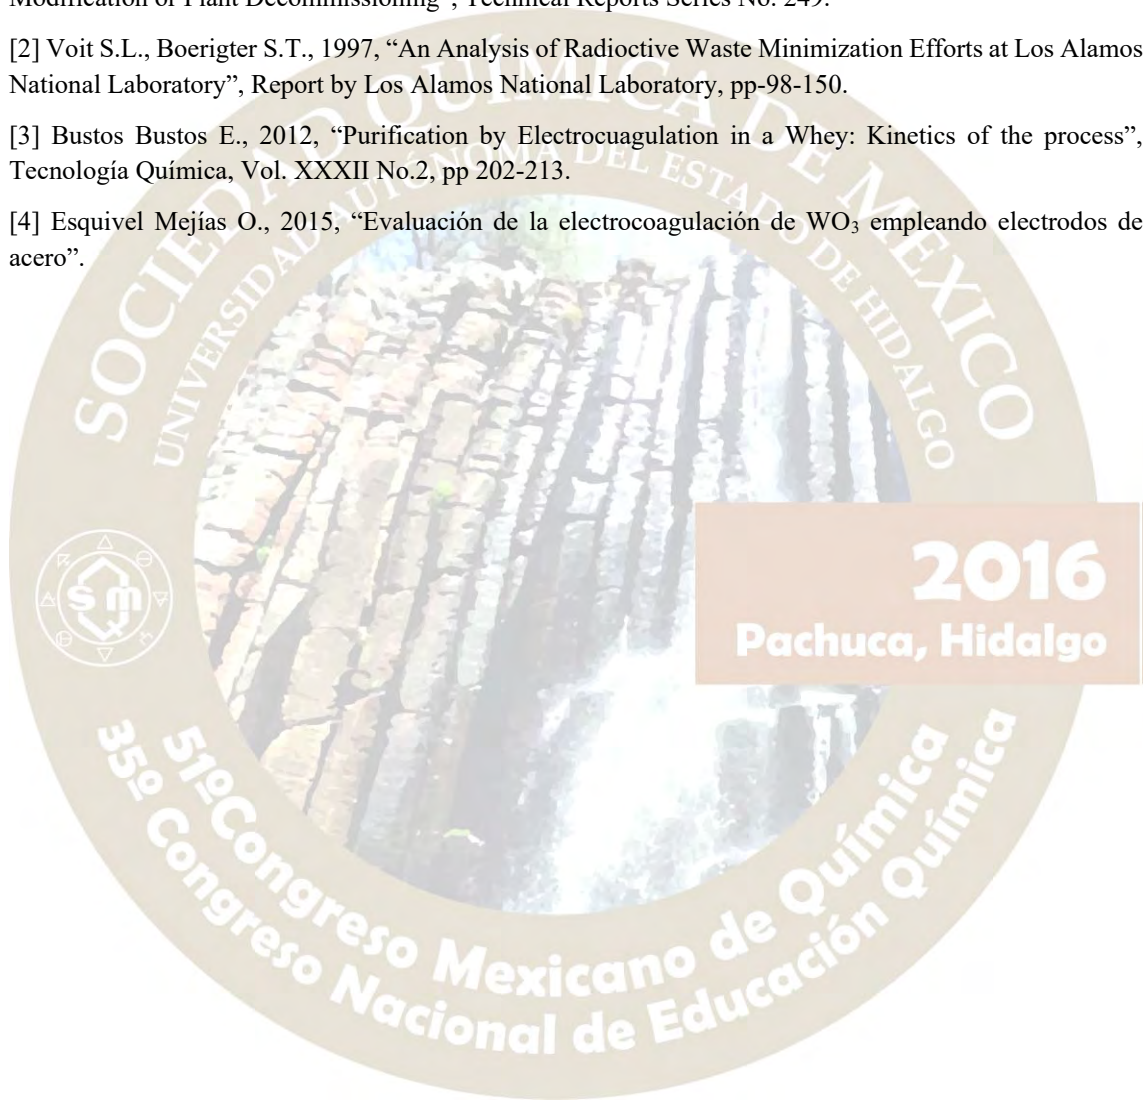 Modification of Plant Decommissioning", Technical Reports Series No. 249.
[2] Voit S.L., Boerigter S.T., 1997, “An Analysis of Radioctive Waste Minimization Efforts at Los Alamos
National Laboratory”, Report by Los Alamos National Laboratory, pp-98-150.
[3] Bustos Bustos E., 2012, “Purification by Electrocuagulation in a Whey: Kinetics of the process”,
Tecnología Química, Vol. XXXII No.2, pp 202-213.
[4] Esquivel Mejías O., 2015, “Evaluación de la electrocoagulación de WO₃ empleando electrodos de
acero”.
SOCIEDAD QUÍMICA DE MEXICO
UNIVERSIDAD AUTÓNOMA DEL ESTADO DE HIDALGO
SQM
2016
Pachuca, Hidalgo
51º Congreso Mexicano de Química
35º Congreso Nacional de Educación Química